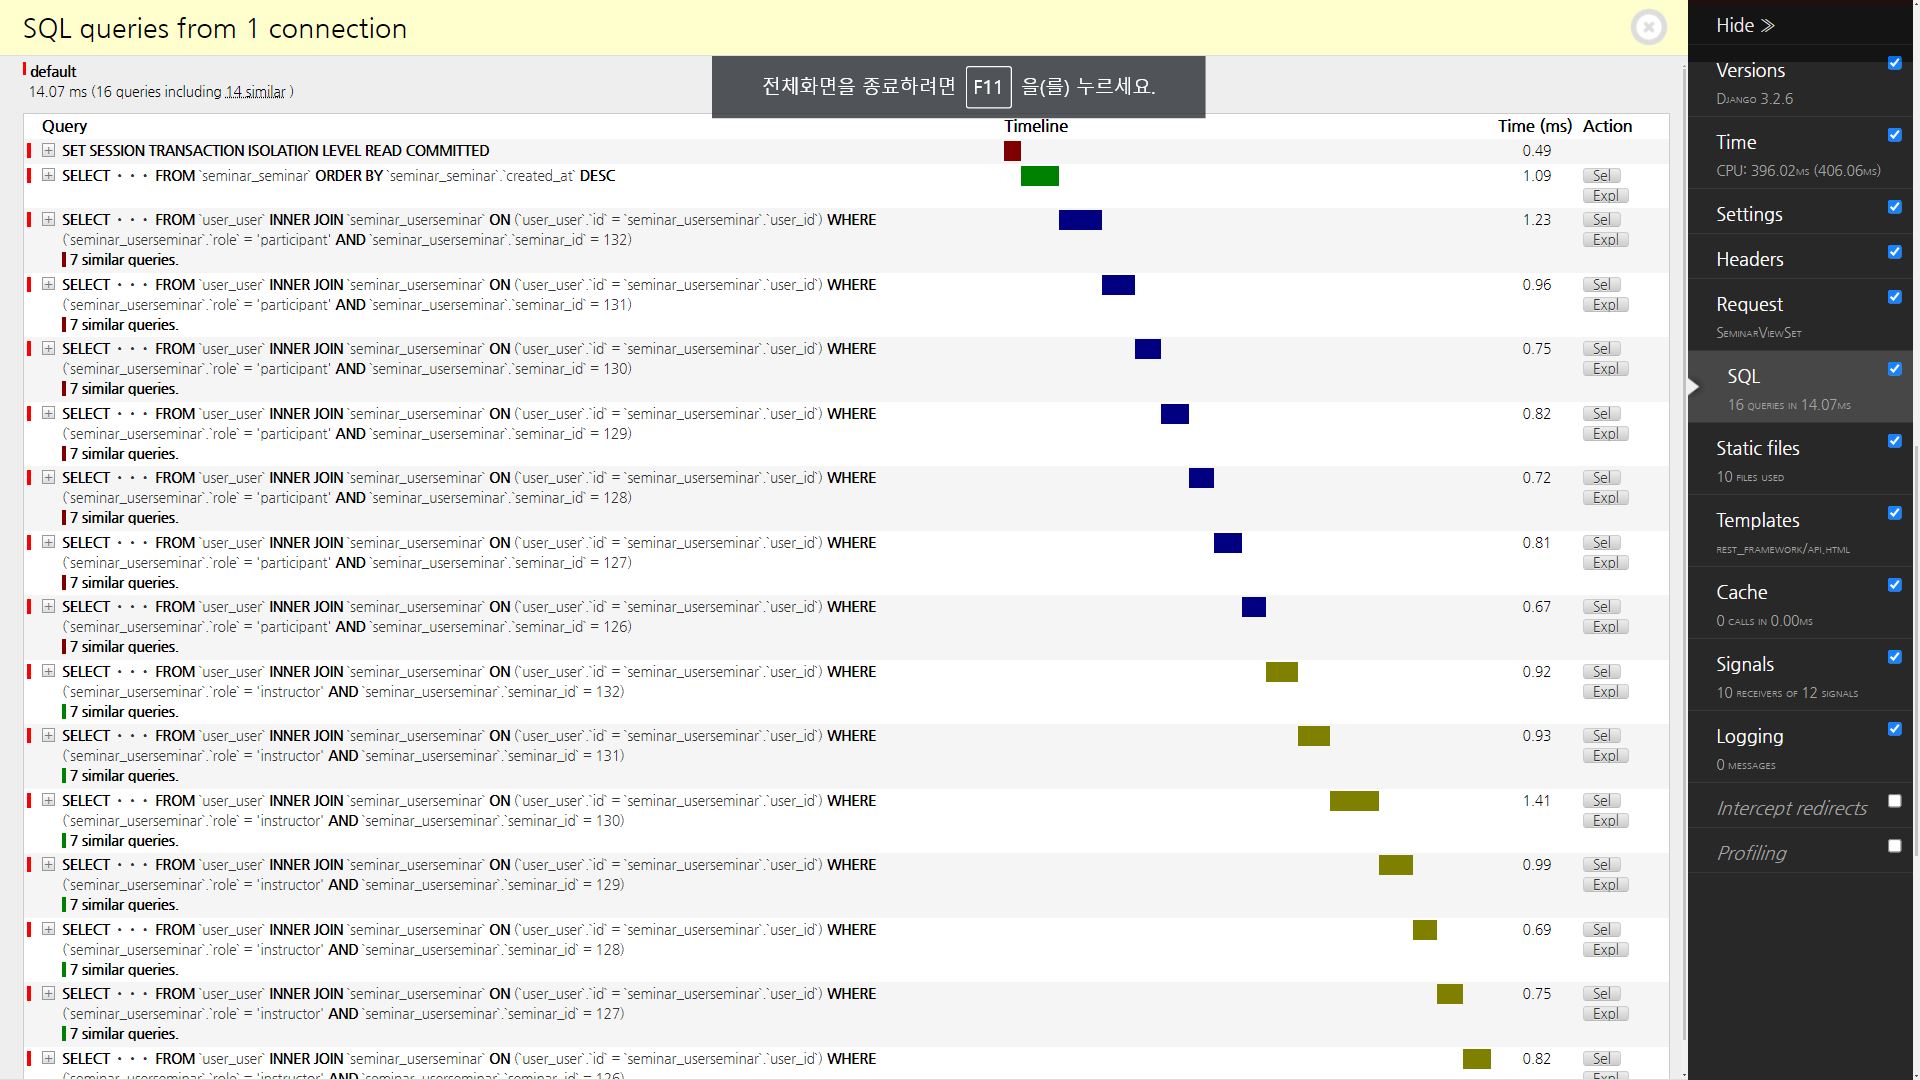 SQL queries from 1 connection
default
14.07 ms (16 queries including 14 similar )
전체화면을 종료하려면 F11 을(를) 누르세요.
Query Timeline Time (ms) Action
SET SESSION TRANSACTION ISOLATION LEVEL READ COMMITTED 0.49
SELECT ••• FROM `seminar_seminar` ORDER BY `seminar_seminar`.`created_at` DESC 1.09 Sel
Expl
SELECT ••• FROM `user_user` INNER JOIN `seminar_userseminar` ON (`user_user`.`id` = `seminar_userseminar`.`user_id`) WHERE 1.23 Sel
(`seminar_userseminar`.`role` = 'participant' AND `seminar_userseminar`.`seminar_id` = 132) Expl
7 similar queries.
SELECT ••• FROM `user_user` INNER JOIN `seminar_userseminar` ON (`user_user`.`id` = `seminar_userseminar`.`user_id`) WHERE 0.96 Sel
(`seminar_userseminar`.`role` = 'participant' AND `seminar_userseminar`.`seminar_id` = 131) Expl
7 similar queries.
SELECT ••• FROM `user_user` INNER JOIN `seminar_userseminar` ON (`user_user`.`id` = `seminar_userseminar`.`user_id`) WHERE 0.75 Sel
(`seminar_userseminar`.`role` = 'participant' AND `seminar_userseminar`.`seminar_id` = 130) Expl
7 similar queries.
SELECT ••• FROM `user_user` INNER JOIN `seminar_userseminar` ON (`user_user`.`id` = `seminar_userseminar`.`user_id`) WHERE 0.82 Sel
(`seminar_userseminar`.`role` = 'participant' AND `seminar_userseminar`.`seminar_id` = 129) Expl
7 similar queries.
SELECT ••• FROM `user_user` INNER JOIN `seminar_userseminar` ON (`user_user`.`id` = `seminar_userseminar`.`user_id`) WHERE 0.72 Sel
(`seminar_userseminar`.`role` = 'participant' AND `seminar_userseminar`.`seminar_id` = 128) Expl
7 similar queries.
SELECT ••• FROM `user_user` INNER JOIN `seminar_userseminar` ON (`user_user`.`id` = `seminar_userseminar`.`user_id`) WHERE 0.81 Sel
(`seminar_userseminar`.`role` = 'participant' AND `seminar_userseminar`.`seminar_id` = 127) Expl
7 similar queries.
SELECT ••• FROM `user_user` INNER JOIN `seminar_userseminar` ON (`user_user`.`id` = `seminar_userseminar`.`user_id`) WHERE 0.67 Sel
(`seminar_userseminar`.`role` = 'participant' AND `seminar_userseminar`.`seminar_id` = 126) Expl
7 similar queries.
SELECT ••• FROM `user_user` INNER JOIN `seminar_userseminar` ON (`user_user`.`id` = `seminar_userseminar`.`user_id`) WHERE 0.92 Sel
(`seminar_userseminar`.`role` = 'instructor' AND `seminar_userseminar`.`seminar_id` = 132) Expl
7 similar queries.
SELECT ••• FROM `user_user` INNER JOIN `seminar_userseminar` ON (`user_user`.`id` = `seminar_userseminar`.`user_id`) WHERE 0.93 Sel
(`seminar_userseminar`.`role` = 'instructor' AND `seminar_userseminar`.`seminar_id` = 131) Expl
7 similar queries.
SELECT ••• FROM `user_user` INNER JOIN `seminar_userseminar` ON (`user_user`.`id` = `seminar_userseminar`.`user_id`) WHERE 1.41 Sel
(`seminar_userseminar`.`role` = 'instructor' AND `seminar_userseminar`.`seminar_id` = 130) Expl
7 similar queries.
SELECT ••• FROM `user_user` INNER JOIN `seminar_userseminar` ON (`user_user`.`id` = `seminar_userseminar`.`user_id`) WHERE 0.99 Sel
(`seminar_userseminar`.`role` = 'instructor' AND `seminar_userseminar`.`seminar_id` = 129) Expl
7 similar queries.
SELECT ••• FROM `user_user` INNER JOIN `seminar_userseminar` ON (`user_user`.`id` = `seminar_userseminar`.`user_id`) WHERE 0.69 Sel
(`seminar_userseminar`.`role` = 'instructor' AND `seminar_userseminar`.`seminar_id` = 128) Expl
7 similar queries.
SELECT ••• FROM `user_user` INNER JOIN `seminar_userseminar` ON (`user_user`.`id` = `seminar_userseminar`.`user_id`) WHERE 0.75 Sel
(`seminar_userseminar`.`role` = 'instructor' AND `seminar_userseminar`.`seminar_id` = 127) Expl
7 similar queries.
SELECT ••• FROM `user_user` INNER JOIN `seminar_userseminar` ON (`user_user`.`id` = `seminar_userseminar`.`user_id`) WHERE 0.82 Sel
(`seminar_userseminar`.`role` = 'instructor' AND `seminar_userseminar`.`seminar_id` = 126) Expl
Hide ≫
Versions
Django 3.2.6
Time
CPU: 396.02ms (406.06ms)
Settings
Headers
Request
SeminarViewSet
SQL
16 queries in 14.07ms
Static files
10 files used
Templates
rest_framework/api.html
Cache
0 calls in 0.00ms
Signals
10 receivers of 12 signals
Logging
0 messages
Intercept redirects
Profiling